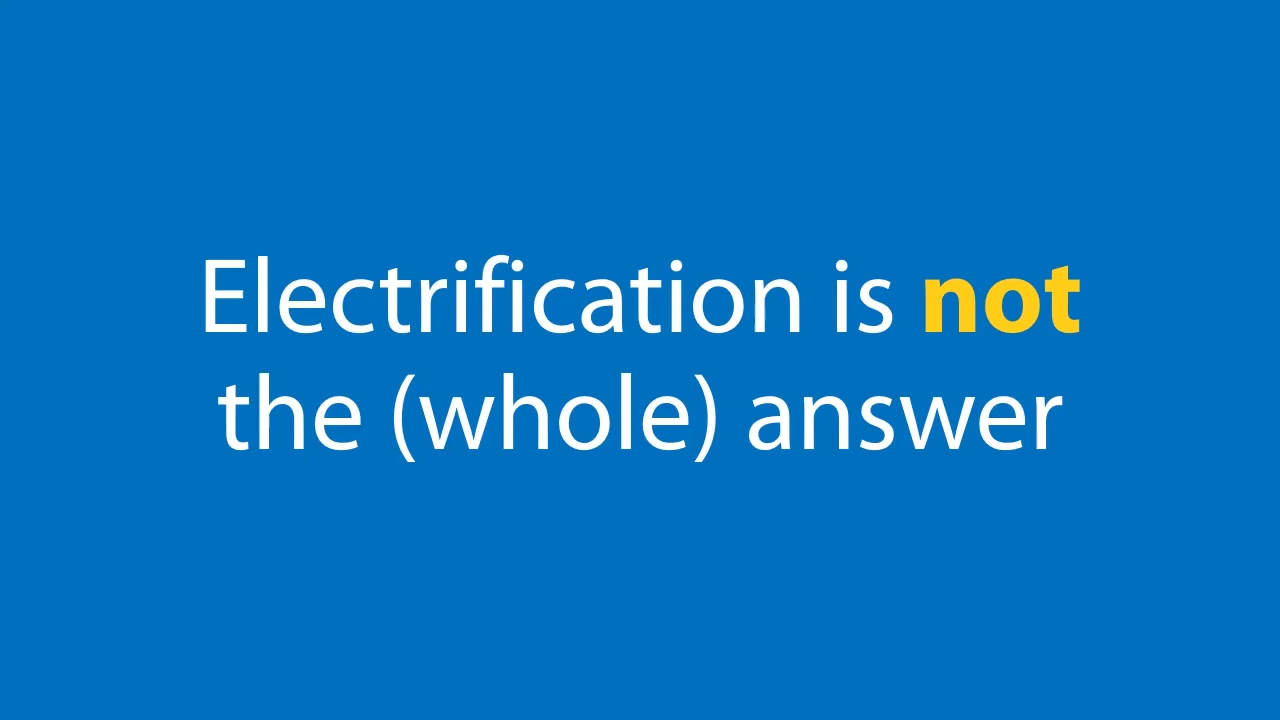 Electrification is not
the (whole) answer